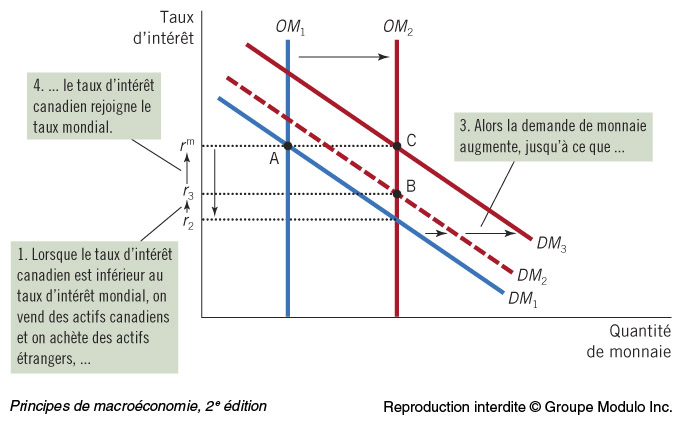 Taux
d’intérêt
OM1
OM2
4. ... le taux d’intérêt
canadien rejoigne le
taux mondial.
3. Alors la demande de monnaie
augmente, jusqu’à ce que ...
rm
A
C
r3
B
r2
1. Lorsque le taux d’intérêt
canadien est inférieur au
taux d’intérêt mondial, on
vend des actifs canadiens
et on achète des actifs
étrangers, ...
DM3
DM2
DM1
Quantité
de monnaie
Principes de macroéconomie, 2e édition
Reproduction interdite © Groupe Modulo Inc.